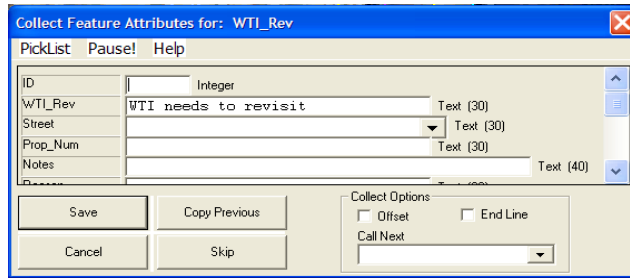 Collect Feature Attributes for: WTI_Rev
PickList Pause! Help
ID Integer
WTI_Rev WTI needs to revisit Text (30)
Street Text (30)
Prop_Num Text (30)
Notes Text (40)
Save Copy Previous
Cancel Skip
Collect Options
Offset End Line
Call Next